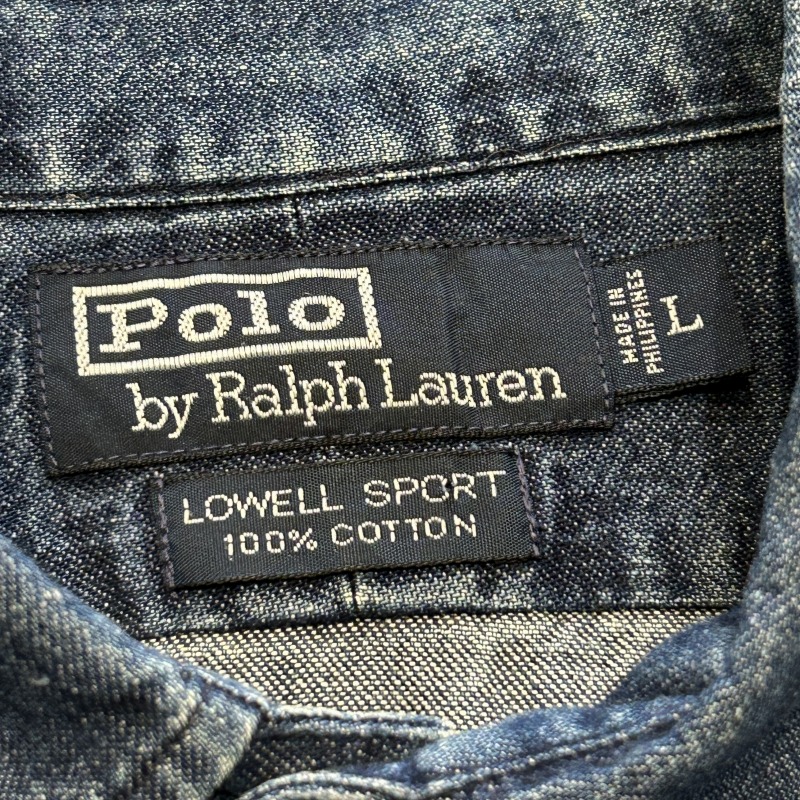 Polo
by Ralph Lauren
MADE IN
PHILIPPINES
L
LOWELL SPORT
100% COTTON